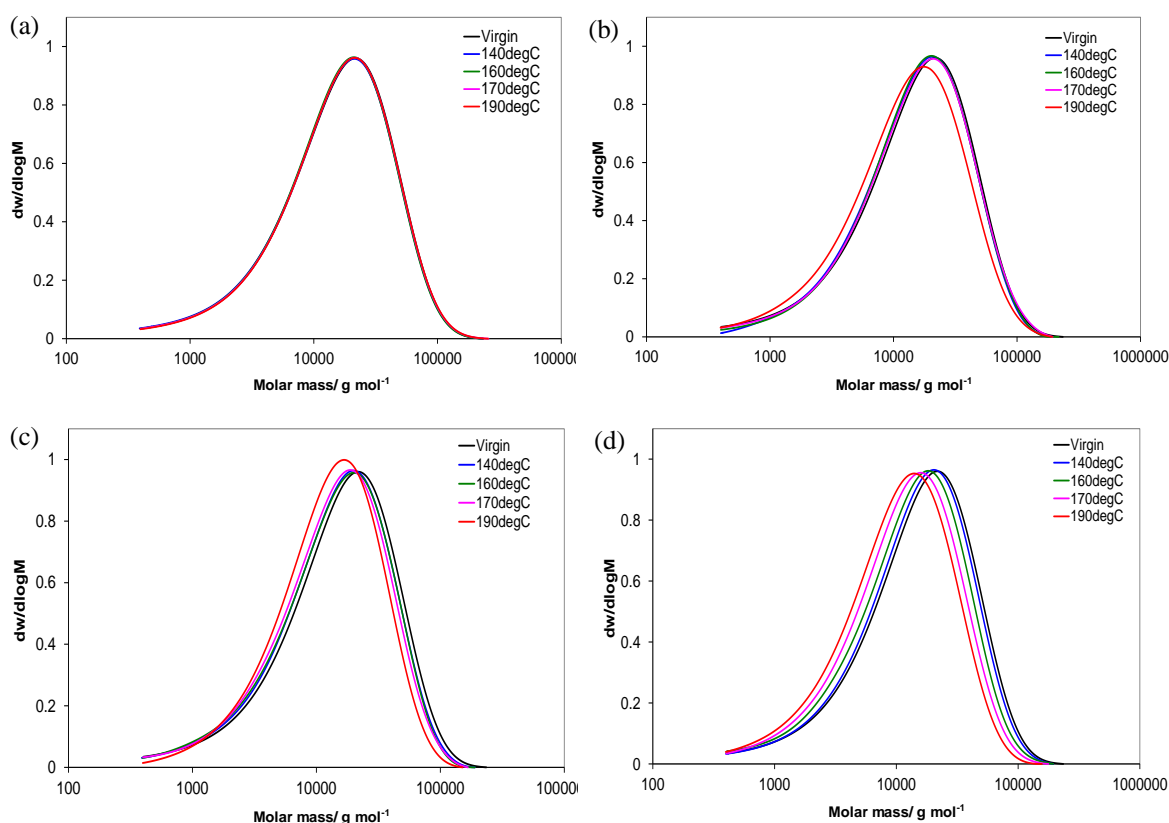 (a)
Virgin
140degC
160degC
170degC
190degC
1
0.8
0.6
0.4
0.2
0
dw/dlogM
100
1000
10000
100000
100000
Molar mass/ g mol-1
(b)
Virgin
140degC
160degC
170degC
190degC
1
0.8
0.6
0.4
0.2
0
dw/dlogM
100
1000
10000
100000
1000000
Molar mass/ g mol-1
(c)
Virgin
140degC
160degC
170degC
190degC
1
0.8
0.6
0.4
0.2
0
dw/dlogM
100
1000
10000
100000
100000
Molar mass/ g mol-1
(d)
Virgin
140degC
160degC
170degC
190degC
1
0.8
0.6
0.4
0.2
0
dw/dlogM
100
1000
10000
100000
1000000
Molar mass/ g mol-1